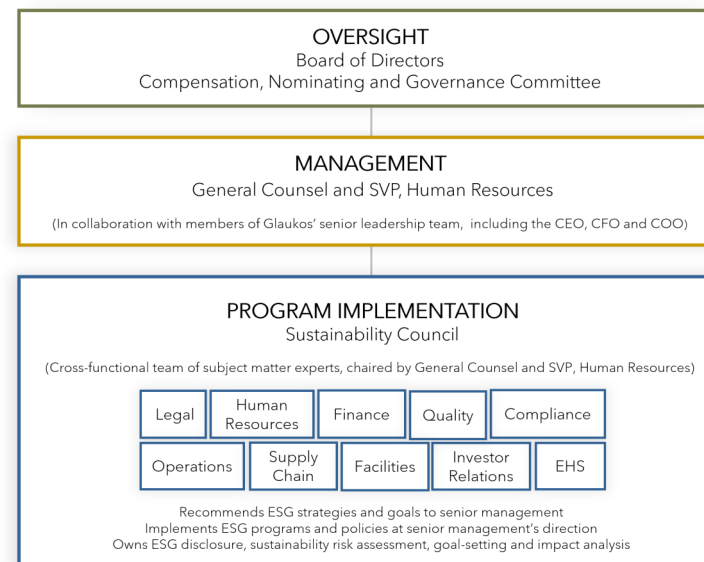 OVERSIGHT
Board of Directors
Compensation, Nominating and Governance Committee
MANAGEMENT
General Counsel and SVP, Human Resources
(In collaboration with members of Glaukos' senior leadership team, including the CEO, CFO and COO)
PROGRAM IMPLEMENTATION
Sustainability Council
(Cross-functional team of subject matter experts, chaired by General Counsel and SVP, Human Resources)
Legal
Human
Resources
Finance
Quality
Compliance
Operations
Supply
Chain
Facilities
Investor
Relations
EHS
Recommends ESG strategies and goals to senior management
Implements ESG programs and policies at senior management's direction
Owns ESG disclosure, sustainability risk assessment, goal-setting and impact analysis